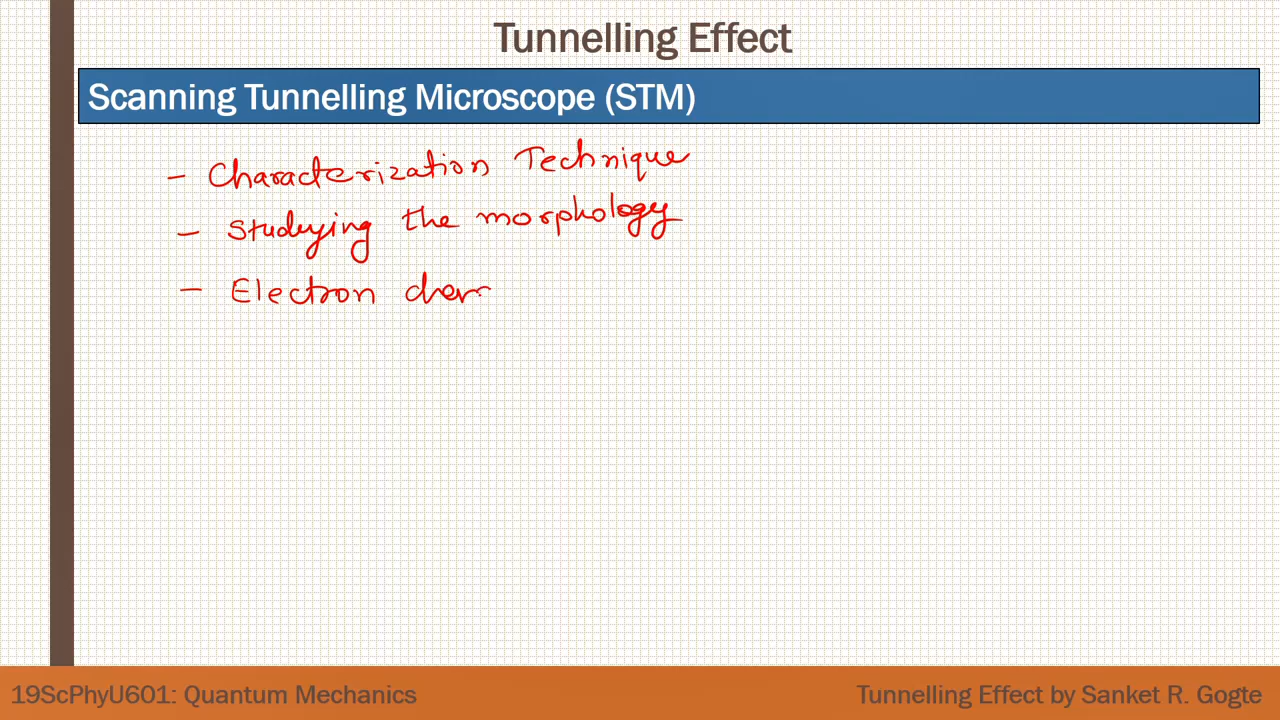 Tunnelling Effect
Scanning Tunnelling Microscope (STM)
- Characterization Technique
- Studying the morphology
- Electron
19ScPhyU601: Quantum Mechanics
Tunnelling Effect by Sanket R. Gogte